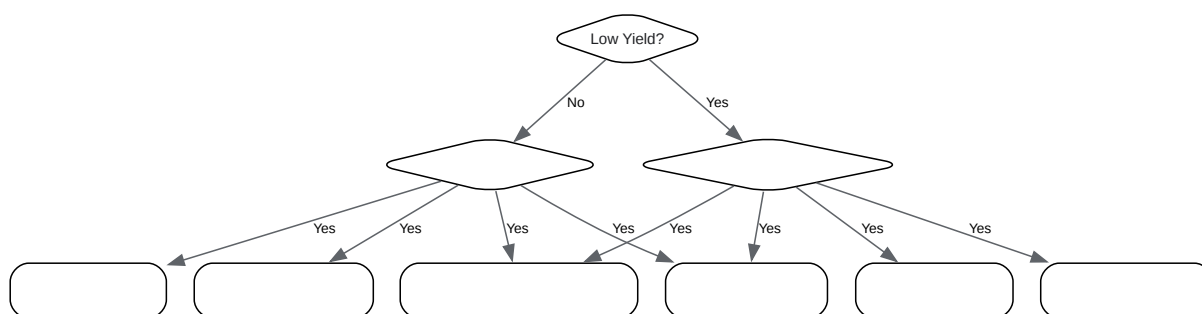 Low Yield?
No
Yes
Yes
Yes
Yes
Yes
Yes
Yes
Yes
Yes